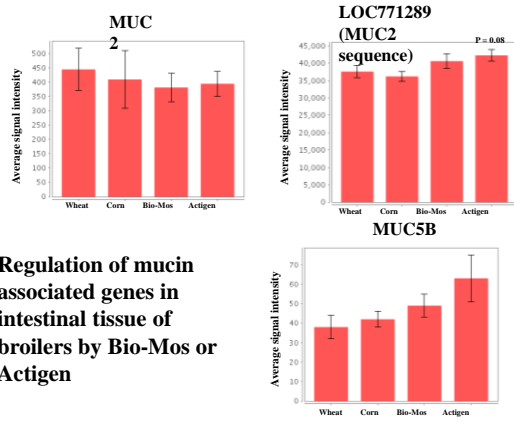 MUC
2
Average signal intensity
500
450
400
350
300
250
200
150
100
50
0
Wheat Corn Bio-Mos Actigen
LOC771289
(MUC2
sequence)
P = 0.08
Average signal intensity
45,000
40,000
35,000
30,000
25,000
20,000
15,000
10,000
5,000
0
Wheat Corn Bio-Mos Actigen
Regulation of mucin
associated genes in
intestinal tissue of
broilers by Bio-Mos or
Actigen
MUC5B
Average signal intensity
70
60
50
40
30
20
10
0
Wheat Corn Bio-Mos Actigen